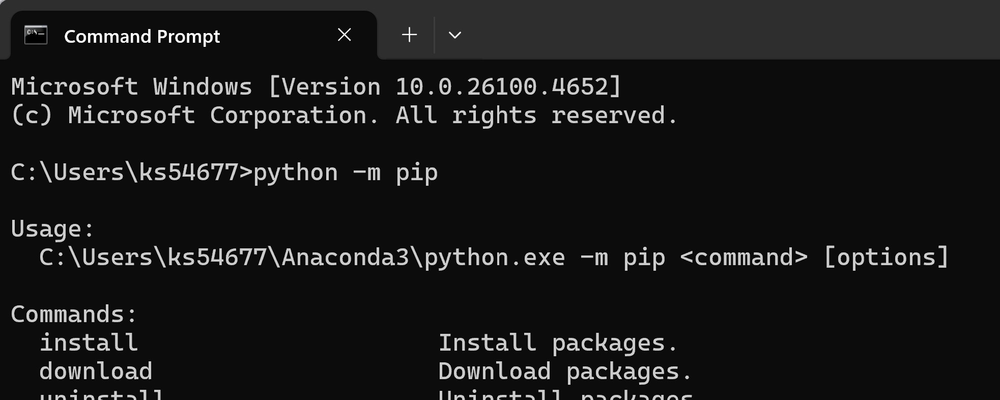 Command Prompt
Microsoft Windows [Version 10.0.26100.4652]
(c) Microsoft Corporation. All rights reserved.
C:\Users\ks54677>python -m pip
Usage:
C:\Users\ks54677\Anaconda3\python.exe -m pip <command> [options]
Commands:
install Install packages.
download Download packages.
uninstall Uninstall packages